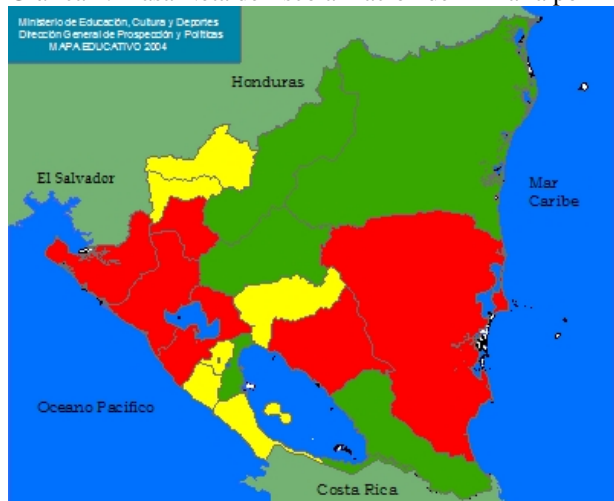 Ministerio de Educación, Cultura y Deportes
Dirección General de Prospección y Políticas
MAPA EDUCATIVO 2004
Honduras
El Salvador
Mar
Caribe
Oceano Pacifico
Costa Rica